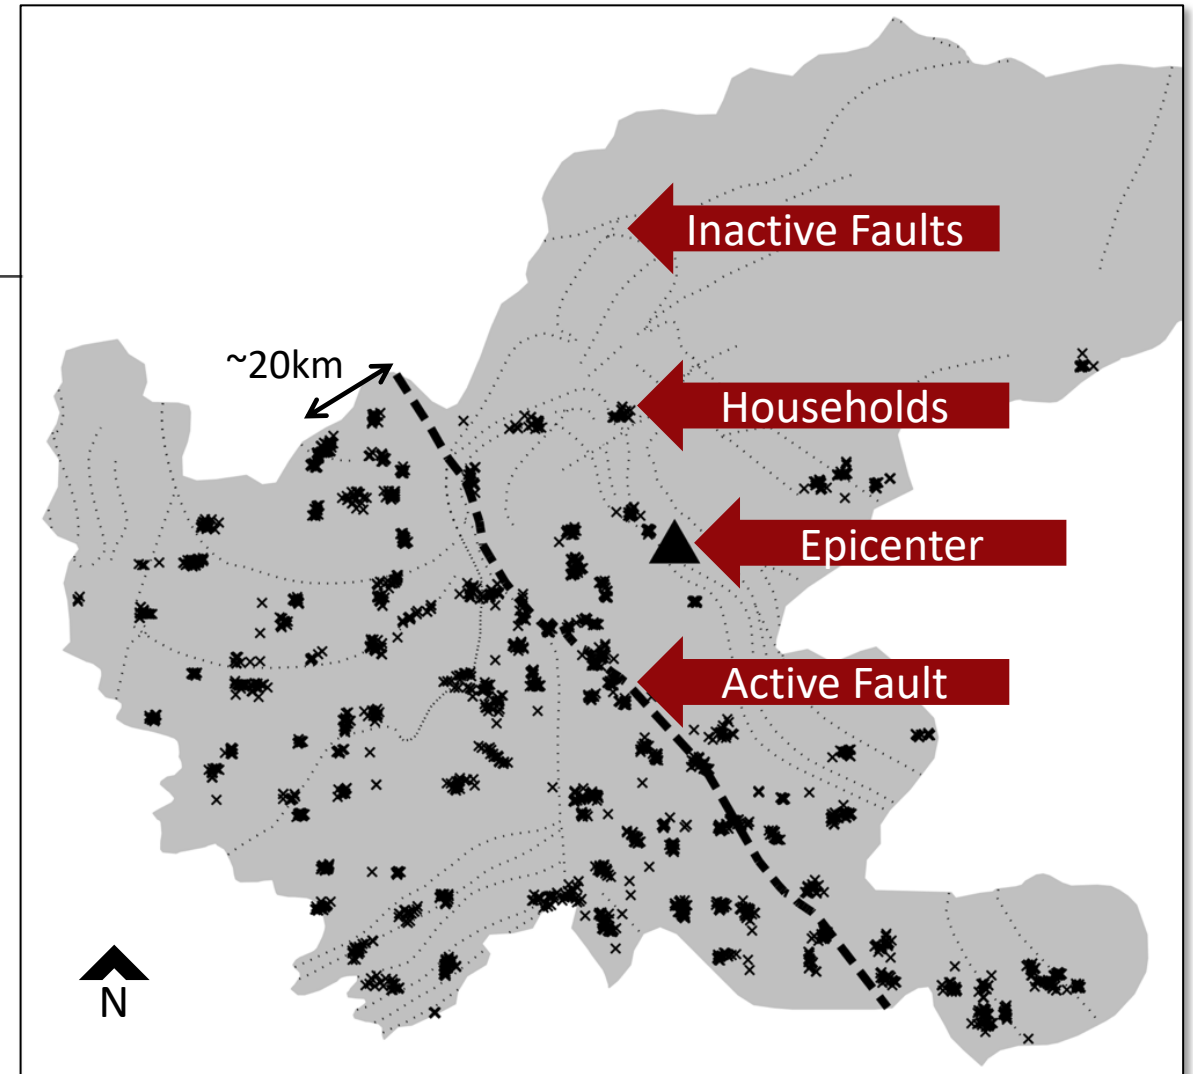 Inactive Faults
~20km
Households
Epicenter
Active Fault
N